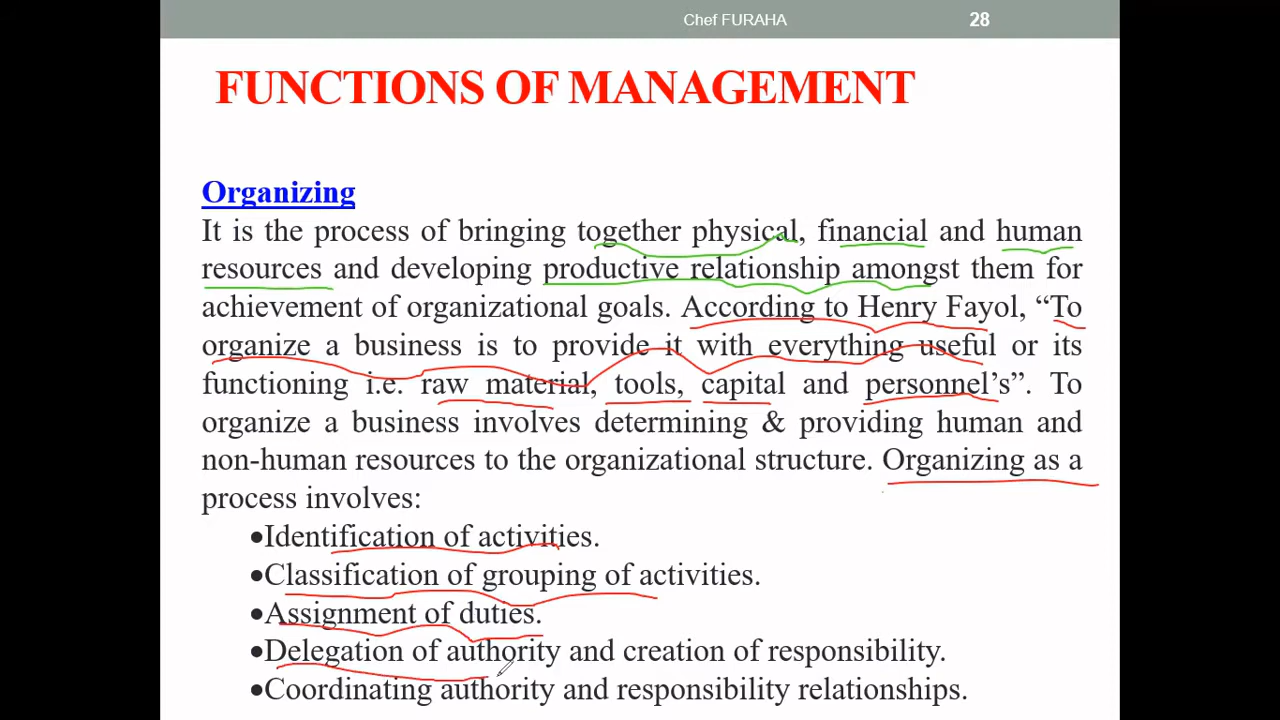 Chef FURAHA 28
FUNCTIONS OF MANAGEMENT
Organizing
It is the process of bringing together physical, financial and human
resources and developing productive relationship amongst them for
achievement of organizational goals. According to Henry Fayol, “To
organize a business is to provide it with everything useful or its
functioning i.e. raw material, tools, capital and personnel’s”. To
organize a business involves determining & providing human and
non-human resources to the organizational structure. Organizing as a
process involves:
•Identification of activities.
•Classification of grouping of activities.
•Assignment of duties.
•Delegation of authority and creation of responsibility.
•Coordinating authority and responsibility relationships.